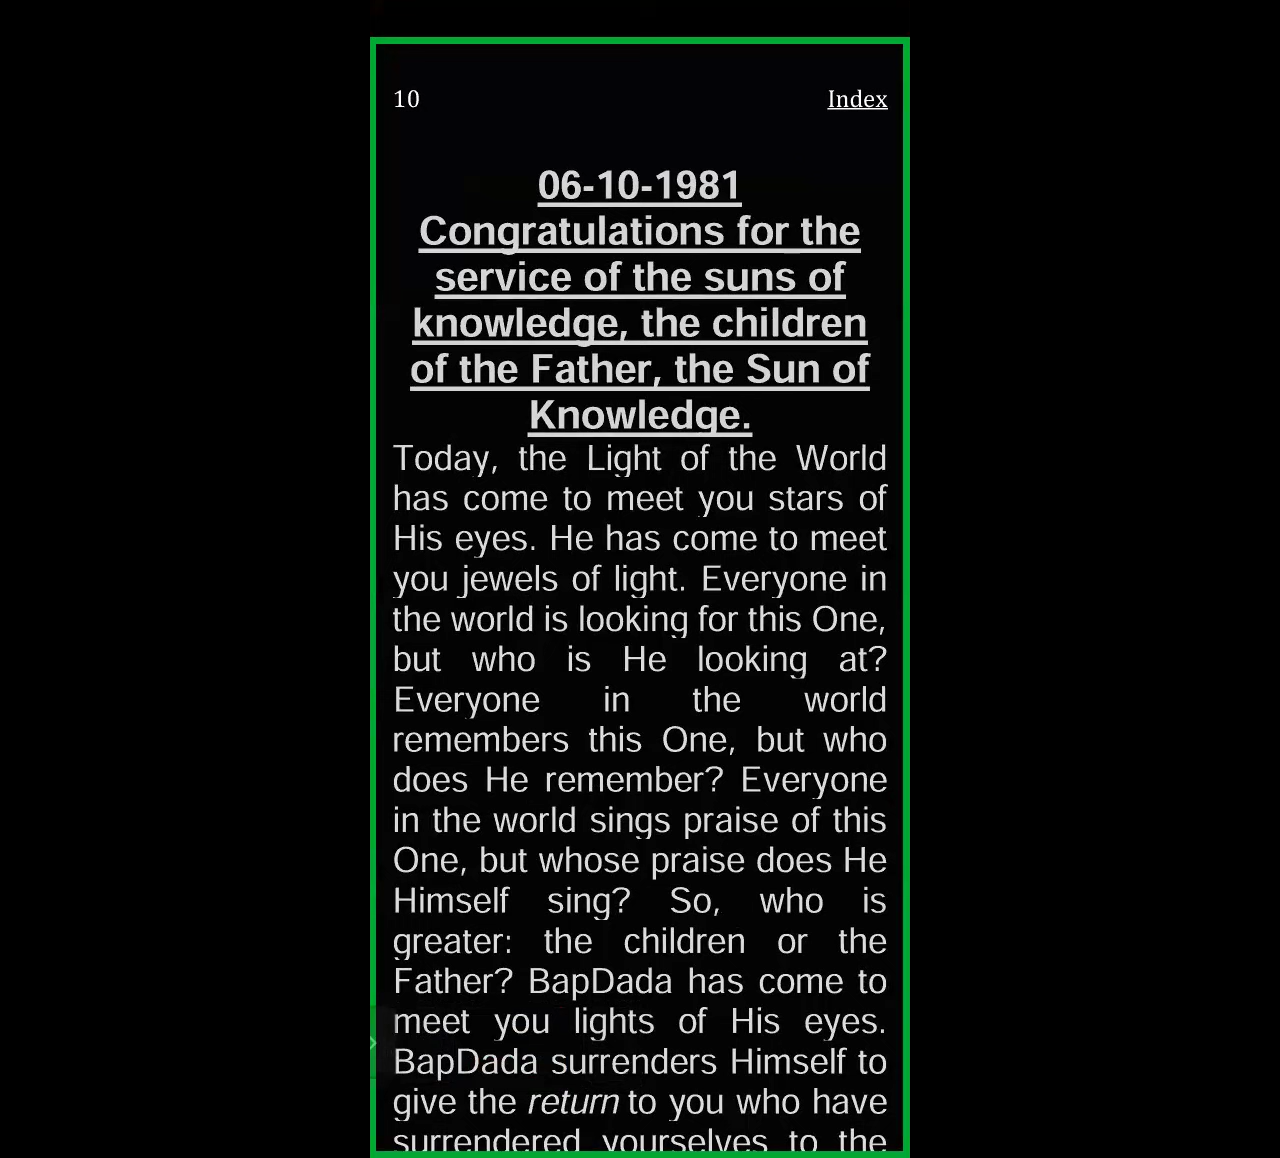 10 Index
06-10-1981
Congratulations for the
service of the suns of
knowledge, the children
of the Father, the Sun of
Knowledge.
Today, the Light of the World
has come to meet you stars of
His eyes. He has come to meet
you jewels of light. Everyone in
the world is looking for this One,
but who is He looking at?
Everyone in the world
remembers this One, but who
does He remember? Everyone
in the world sings praise of this
One, but whose praise does He
Himself sing? So, who is
greater: the children or the
Father? BapDada has come to
meet you lights of His eyes.
BapDada surrenders Himself to
give the return to you who have
surrendered yourselves to the